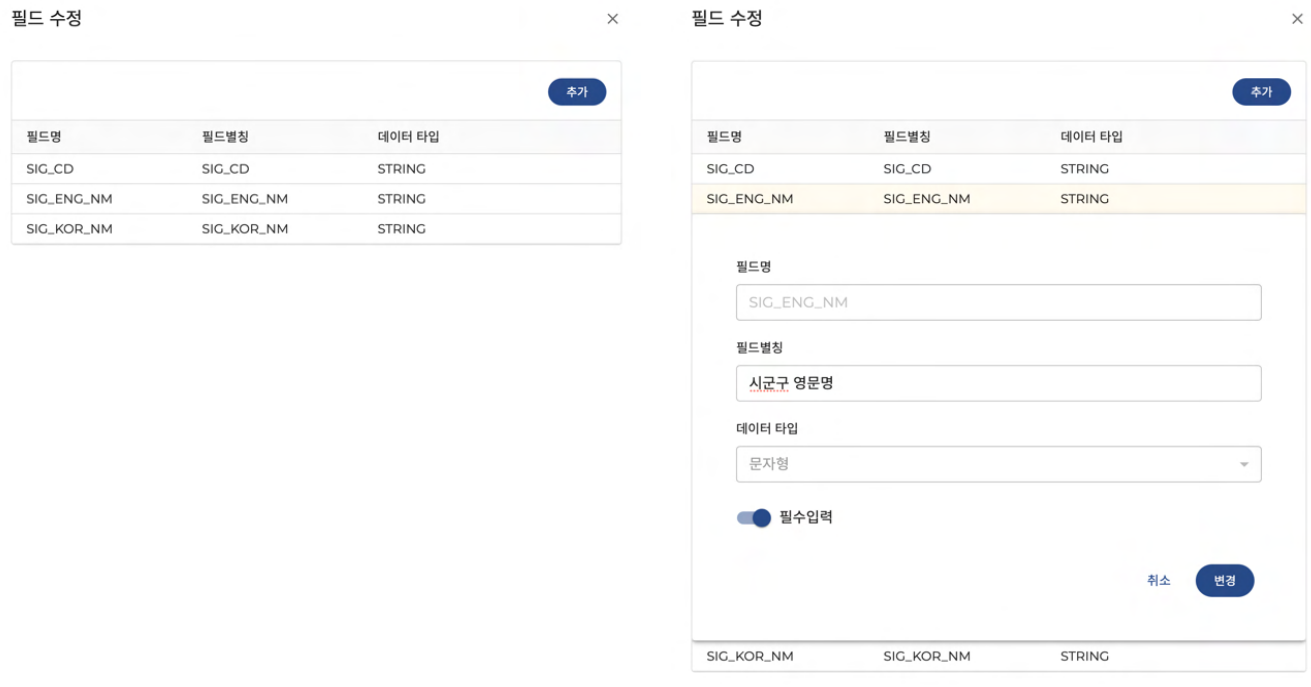 필드 수정
추가
필드명 필드별칭 데이터 타입
SIG_CD SIG_CD STRING
SIG_ENG_NM SIG_ENG_NM STRING
SIG_KOR_NM SIG_KOR_NM STRING
필드 수정
추가
필드명 필드별칭 데이터 타입
SIG_CD SIG_CD STRING
SIG_ENG_NM SIG_ENG_NM STRING
필드명
SIG_ENG_NM
필드별칭
시군구 영문명
데이터 타입
문자형
필수입력
취소 변경
SIG_KOR_NM SIG_KOR_NM STRING